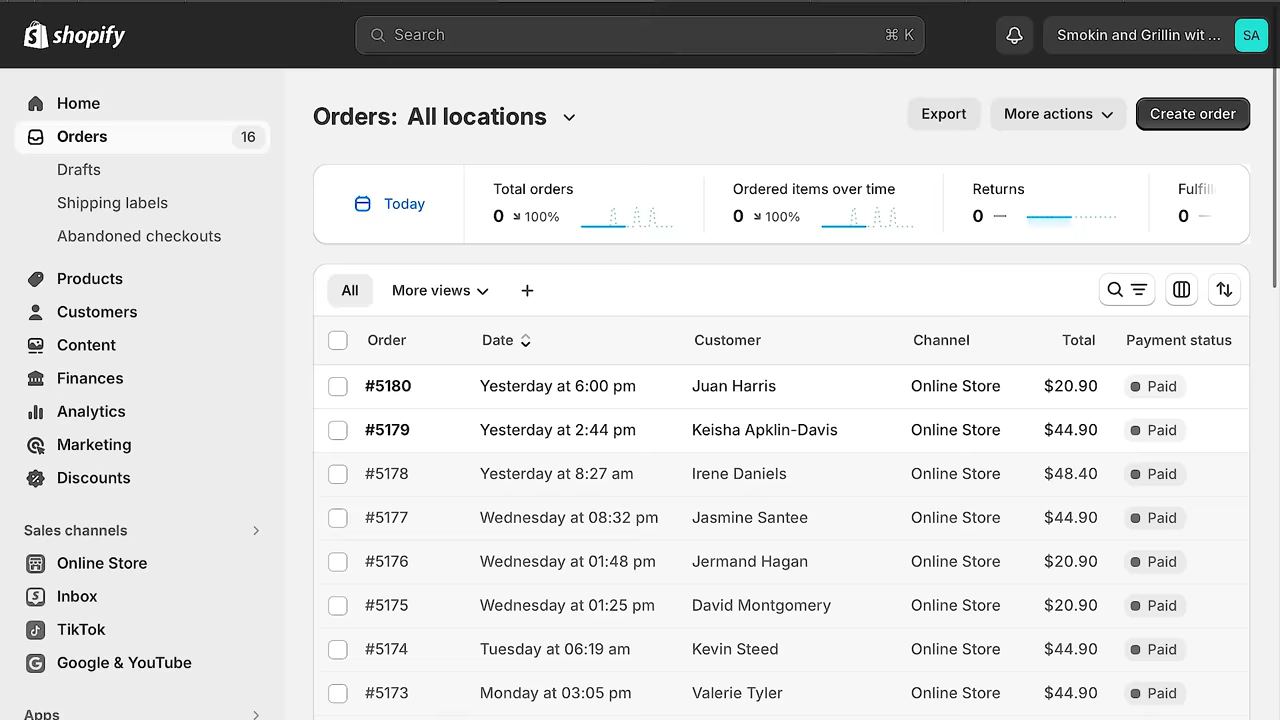 shopify
Search
⌘ K
Smokin and Grillin wit ...
SA
Home
Orders
16
Drafts
Shipping labels
Abandoned checkouts
Products
Customers
Content
Finances
Analytics
Marketing
Discounts
Sales channels
Online Store
Inbox
TikTok
Google & YouTube
Apps
Orders: All locations
Export
More actions
Create order
Today
Total orders
0 100%
Ordered items over time
0 100%
Returns
0 —
Fulfill
0 —
All
More views
+
Order Date Customer Channel Total Payment status
#5180 Yesterday at 6:00 pm Juan Harris Online Store $20.90 Paid
#5179 Yesterday at 2:44 pm Keisha Apklin-Davis Online Store $44.90 Paid
#5178 Yesterday at 8:27 am Irene Daniels Online Store $48.40 Paid
#5177 Wednesday at 08:32 pm Jasmine Santee Online Store $44.90 Paid
#5176 Wednesday at 01:48 pm Jermand Hagan Online Store $20.90 Paid
#5175 Wednesday at 01:25 pm David Montgomery Online Store $20.90 Paid
#5174 Tuesday at 06:19 am Kevin Steed Online Store $44.90 Paid
#5173 Monday at 03:05 pm Valerie Tyler Online Store $44.90 Paid